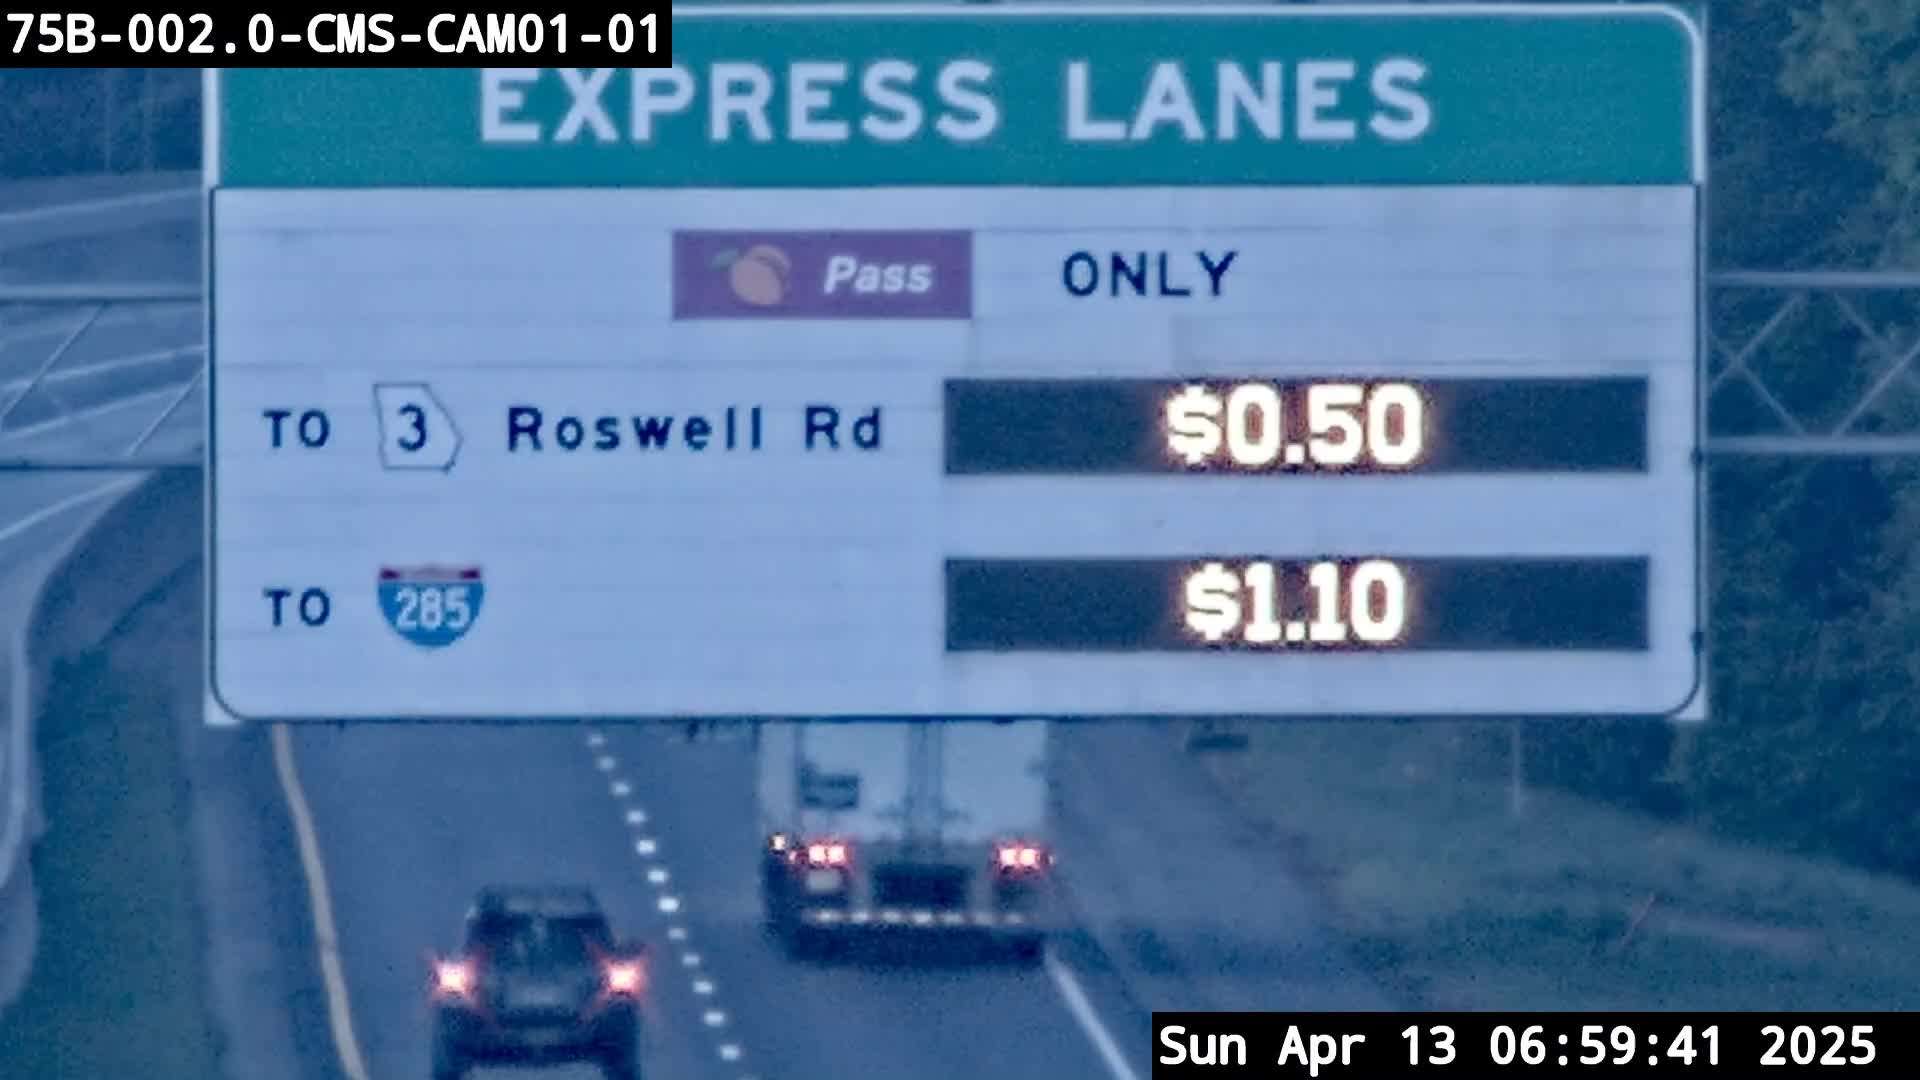 75B-002.0-CMS-CAM01-01
EXPRESS LANES
Pass ONLY
TO 3 Roswell Rd $0.50
TO 285 $1.10
Sun Apr 13 06:59:41 2025